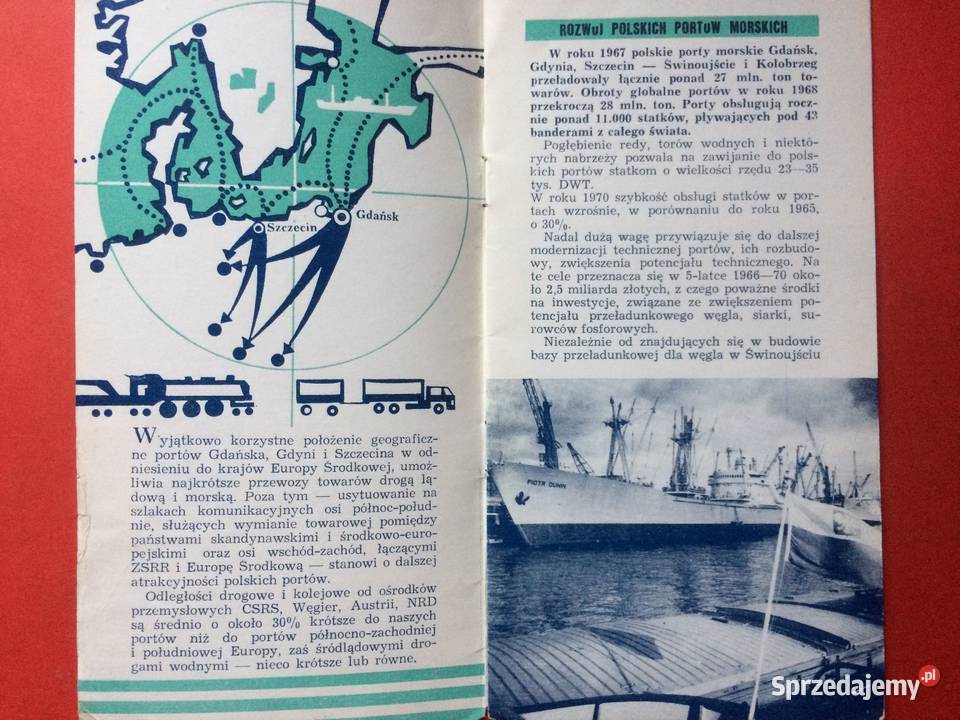 Gdańsk
Szczecin
Wyjątkowo korzystne położenie geograficz-
ne portów Gdańska, Gdyni i Szczecina w od-
niesieniu do krajów Europy Środkowej, umoż-
liwia najkrótsze przewozy towarów drogą lą-
dową i morską. Poza tym — usytuowanie na
szlakach komunikacyjnych osi północ-połud-
nie, służących wymianie towarowej pomiędzy
państwami skandynawskimi i środkowo-euro-
pejskimi oraz osi wschód-zachód, łączącymi
ZSRR i Europę Środkową — stanowi o dalszej
atrakcyjności polskich portów.
Odległości drogowe i kolejowe od ośrodków
przemysłowych CSRS, Węgier, Austrii, NRD
są średnio o około 30% krótsze do naszych
portów niż do portów północno-zachodniej
i południowej Europy, zaś śródlądowymi dro-
gami wodnymi — nieco krótsze lub równe.
ROZWÓJ POLSKICH PORTÓW MORSKICH
W roku 1967 polskie porty morskie Gdańsk,
Gdynia, Szczecin — Świnoujście i Kołobrzeg
przeładowały łącznie ponad 27 mln. ton to-
warów. Obroty globalne portów w roku 1968
przekroczą 28 mln. ton. Porty obsługują rocz-
nie ponad 11.000 statków, pływających pod 43
banderami z całego świata.
Pogłębienie redy, torów wodnych i niektó-
rych nabrzeży pozwala na zawijanie do pols-
kich portów statkom o wielkości rzędu 23—35
tys. DWT.
W roku 1970 szybkość obsługi statków w por-
tach wzrośnie, w porównaniu do roku 1965,
o 30%.
Nadal dużą wagę przywiązuje się do dalszej
modernizacji technicznej portów, ich rozbudo-
wy, zwiększenia potencjału technicznego. Na
te cele przeznacza się w 5-latce 1966—70 oko-
ło 2,5 miliarda złotych, z czego poważne środki
na inwestycje, związane ze zwiększeniem po-
tencjału przeładunkowego węgla, siarki, su-
rowców fosforowych.
Niezależnie od znajdujących się w budowie
bazy przeładunkowej dla węgla w Świnoujściu
PIOTR DUNIN
Sprzedajemy.pl